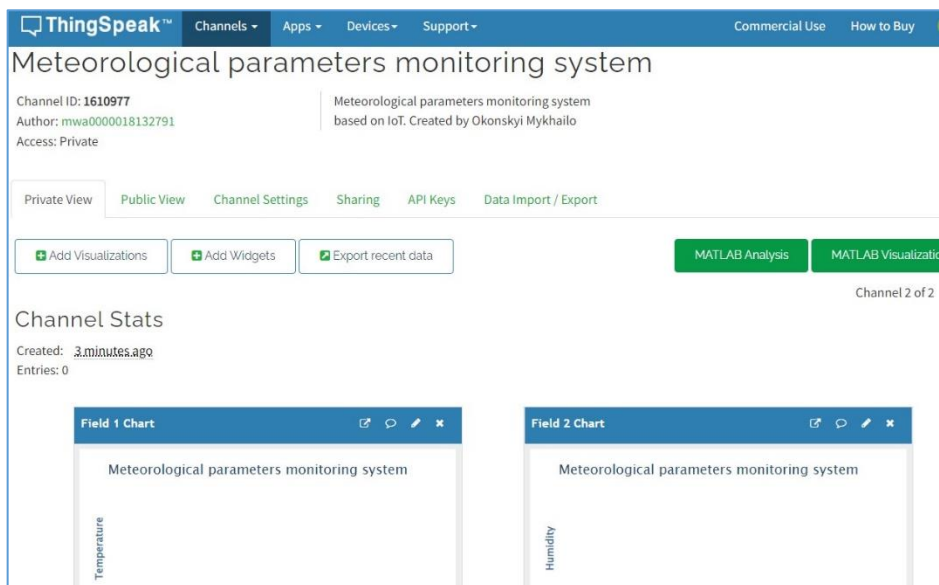 ThingSpeak™ Channels Apps Devices Support Commercial Use How to Buy
Meteorological parameters monitoring system
Channel ID: 1610977
Author: mwa0000018132791
Access: Private
Meteorological parameters monitoring system
based on IoT. Created by Okonskyi Mykhailo
Private View Public View Channel Settings Sharing API Keys Data Import / Export
Add Visualizations Add Widgets Export recent data MATLAB Analysis MATLAB Visualizatio
Channel 2 of 2
Channel Stats
Created: 3 minutes ago
Entries: 0
Field 1 Chart
Meteorological parameters monitoring system
Temperature
Field 2 Chart
Meteorological parameters monitoring system
Humidity